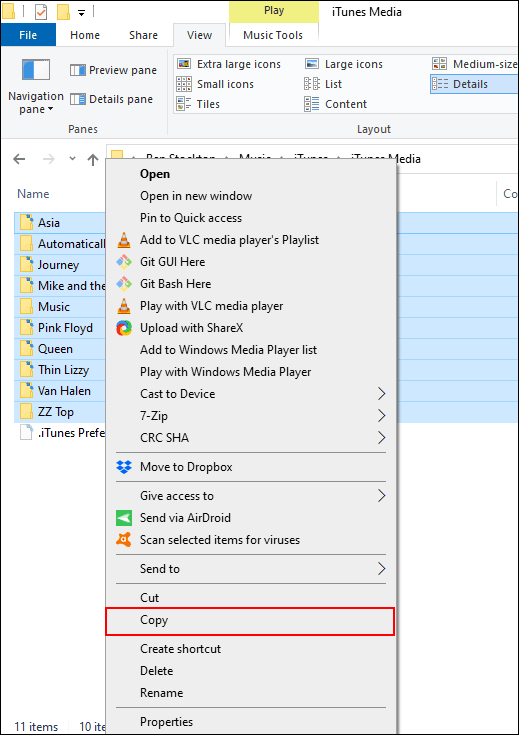 Play
iTunes Media
File
Home
Share
View
Music Tools
Navigation
pane
Preview pane
Details pane
Panes
Extra large icons
Large icons
Medium-size
Small icons
List
Details
Tiles
Content
Layout
iTunes Media
Name
Co
Asia
Automaticall
Journey
Mike and the
Music
Pink Floyd
Queen
Thin Lizzy
Van Halen
ZZ Top
.iTunes Prefe
Open
Open in new window
Pin to Quick access
Add to VLC media player's Playlist
Git GUI Here
Git Bash Here
Play with VLC media player
Upload with ShareX
Add to Windows Media Player list
Play with Windows Media Player
Cast to Device
7-Zip
CRC SHA
Move to Dropbox
Give access to
Send via AirDroid
Scan selected items for viruses
Send to
Cut
Copy
Create shortcut
Delete
Rename
Properties
11 items
10 ite